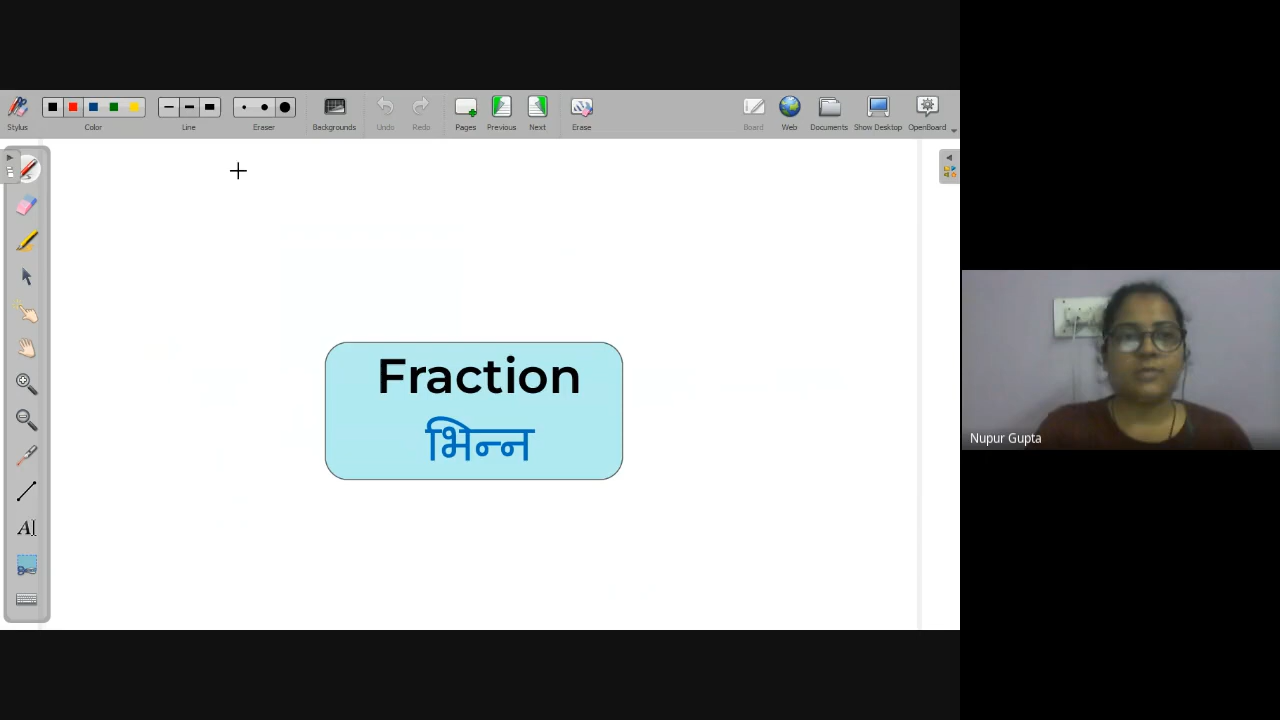 Stylus Color Line Eraser Backgrounds Undo Redo Pages Previous Next Erase Board Web Documents Show Desktop OpenBoard
Fraction
भिन्न
Nupur Gupta